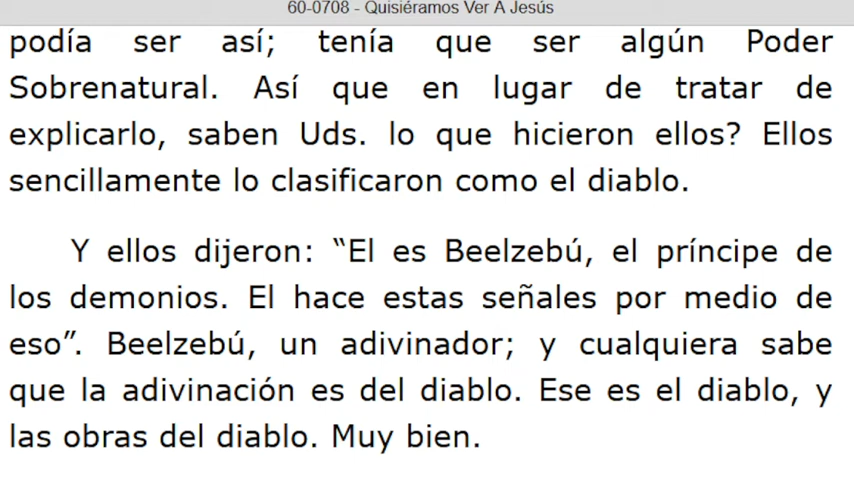 60-0708 - Quisiéramos Ver A Jesús
podía ser así; tenía que ser algún Poder
Sobrenatural. Así que en lugar de tratar de
explicarlo, saben Uds. lo que hicieron ellos? Ellos
sencillamente lo clasificaron como el diablo.
Y ellos dijeron: “El es Beelzebú, el príncipe de
los demonios. El hace estas señales por medio de
eso”. Beelzebú, un adivinador; y cualquiera sabe
que la adivinación es del diablo. Ese es el diablo, y
las obras del diablo. Muy bien.